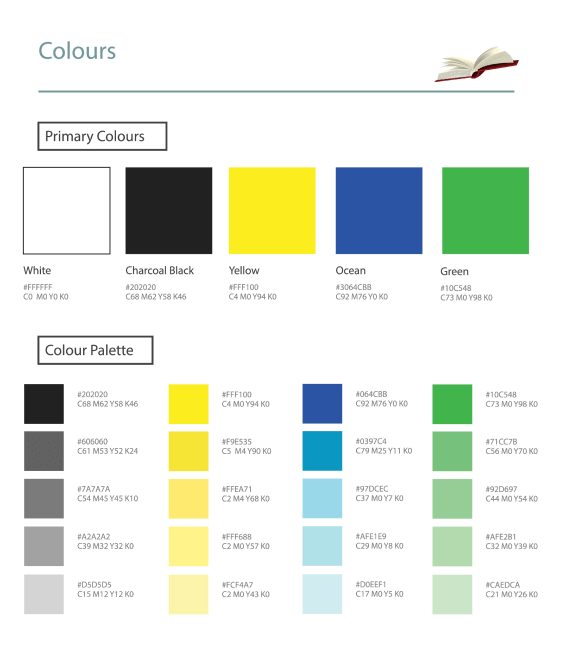 Colours
Primary Colours
White
#FFFFFF
C0 M0 Y0 K0
Charcoal Black
#202020
C68 M62 Y58 K46
Yellow
#FFF100
C4 M0 Y94 K0
Ocean
#3064CBB
C92 M76 Y0 K0
Green
#10C548
C73 M0 Y98 K0
Colour Palette
#202020
C68 M62 Y58 K46
#FFF100
C4 M0 Y94 K0
#064CBB
C92 M76 Y0 K0
#10C548
C73 M0 Y98 K0
#606060
C61 M53 Y52 K24
#F9E535
C5 M4 Y90 K0
#0397C4
C79 M25 Y11 K0
#71CC7B
C56 M0 Y70 K0
#7A7A7A
C54 M45 Y45 K10
#FFEA71
C2 M4 Y68 K0
#97DCEC
C37 M0 Y7 K0
#92D697
C44 M0 Y54 K0
#A2A2A2
C39 M32 Y32 K0
#FFF688
C2 M0 Y57 K0
#AFE1E9
C29 M0 Y8 K0
#AFE2B1
C32 M0 Y39 K0
#D5D5D5
C15 M12 Y12 K0
#FCF4A7
C2 M0 Y43 K0
#D0EEF1
C17 M0 Y5 K0
#CAEDCA
C21 M0 Y26 K0